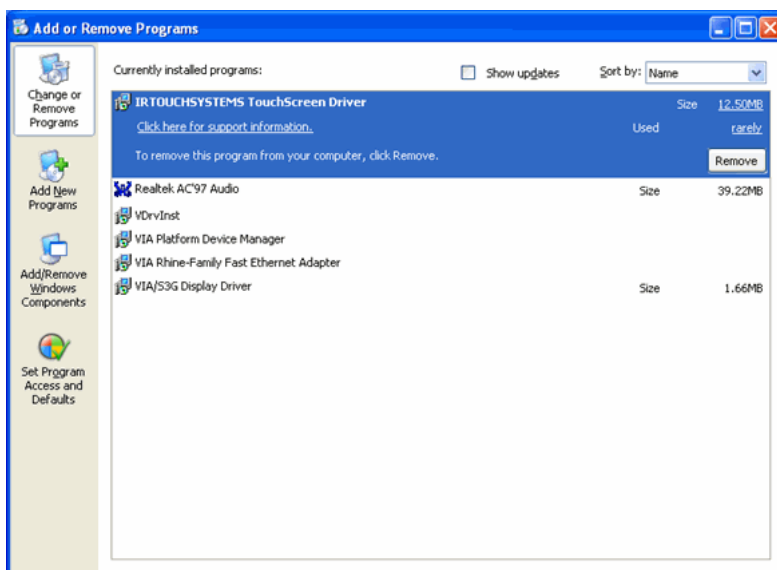 Add or Remove Programs
Change or
Remove
Programs
Add New
Programs
Add/Remove
Windows
Components
Set Program
Access and
Defaults
Currently installed programs:
Show updates
Sort by: Name
IRTOUCHSYSTEMS TouchScreen Driver Size 12.50MB
Click here for support information. Used rarely
To remove this program from your computer, click Remove. Remove
Realtek AC'97 Audio Size 39.22MB
VDrvInst
VIA Platform Device Manager
VIA Rhine-Family Fast Ethernet Adapter
VIA/S3G Display Driver Size 1.66MB